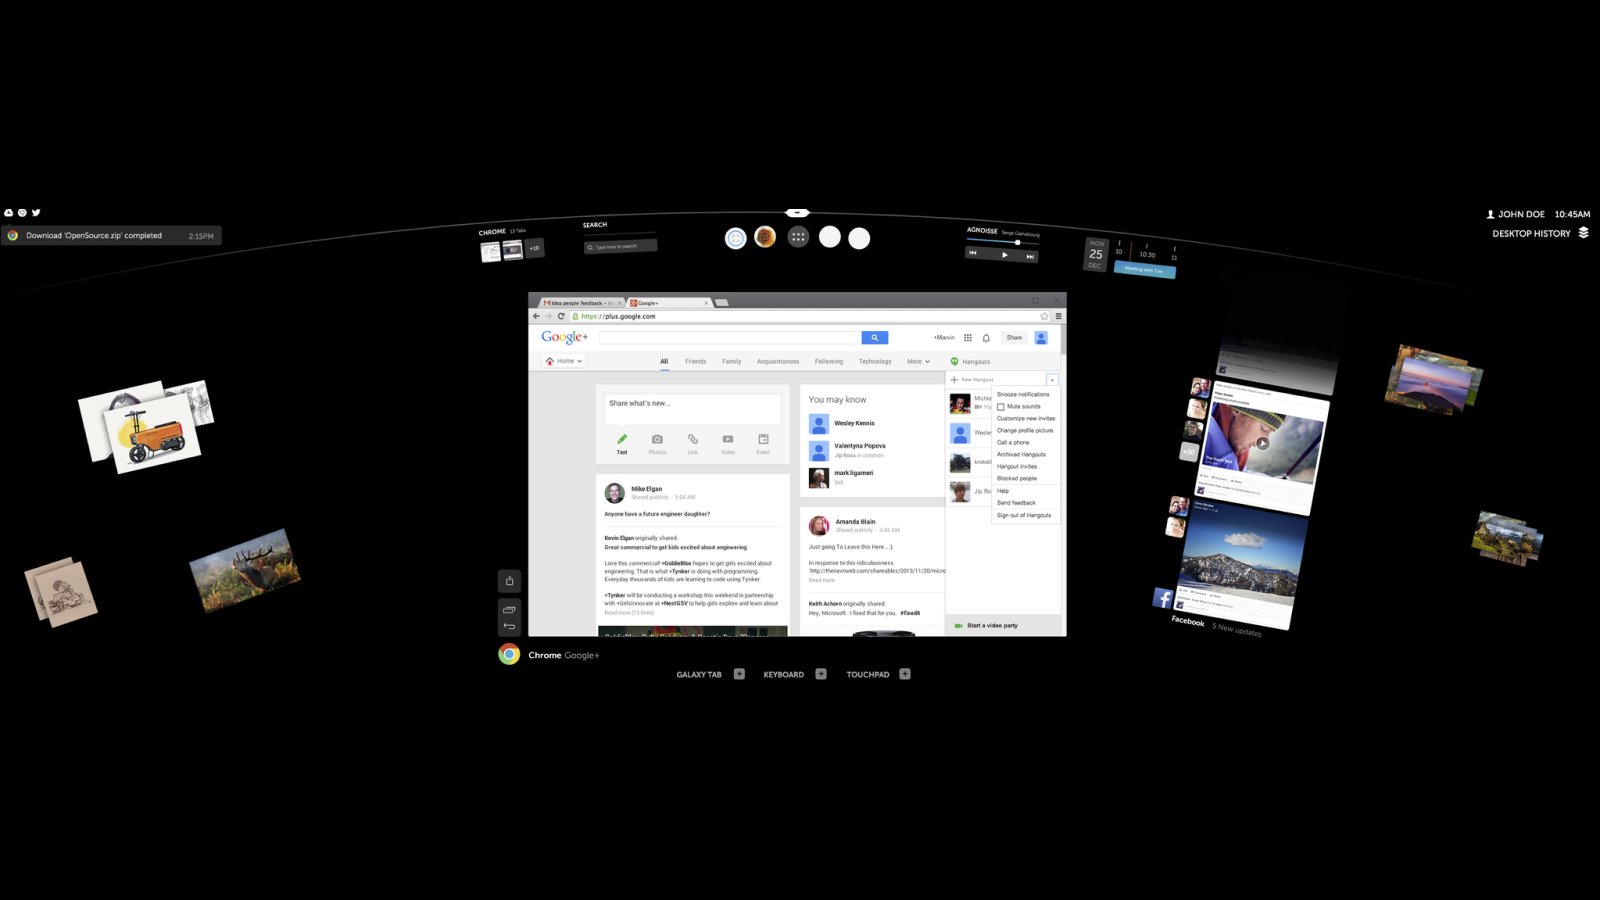 JOHN DOE 10:45AM
DESKTOP HISTORY
Download 'OpenSource.zip' completed 2:15PM
CHROME 13 Tabs
+10
SEARCH
Type here to search
AGNOISSE Serge Gainsbourg
MON
25
DEC
10 10:30 11
Meeting with Tim
Idea people feedback
Google+
https://plus.google.com
Google+
+Marvin
Share
Home
All Friends Family Acquaintances Following Technology More
Hangouts
New Hangout
Share what's new...
Text Photos Link Video Event
You may know
Wesley Kennis
Valentyna Popova
Jip Roos in common
mark ligameri
Dell
Michie
Wesley
krokett
Jip Ro
Snooze notifications
Mute sounds
Customize new invites
Change profile picture
Call a phone
Archived Hangouts
Hangout invites
Blocked people
Help
Send feedback
Sign out of Hangouts
Mike Elgan
Shared publicly - 5:04 AM
Anyone have a future engineer daughter?
Kevin Elgan originally shared:
Great commercial to get kids excited about engineering
Love this commercial! +GoldieBlox hopes to get girls excited about
engineering. That is what +Tynker is doing with programming.
Everyday thousands of kids are learning to code using Tynker.
+Tynker will be conducting a workshop this weekend in partnership
with +GirlsInnovate at +NestGSV to help girls explore and learn about
Read more (13 lines)
Amanda Blain
Shared publicly - 3:45 AM
Just going To Leave this Here.. :)
In response to this ridiculousness
http://thenextweb.com/shareables/2013/11/20/micro
Read more
Keith Achorn originally shared:
Hey, Microsoft. I fixed that for you. #fixedit
Start a video party
+30
Facebook 5 New updates
Chrome Google+
GALAXY TAB + KEYBOARD + TOUCHPAD +